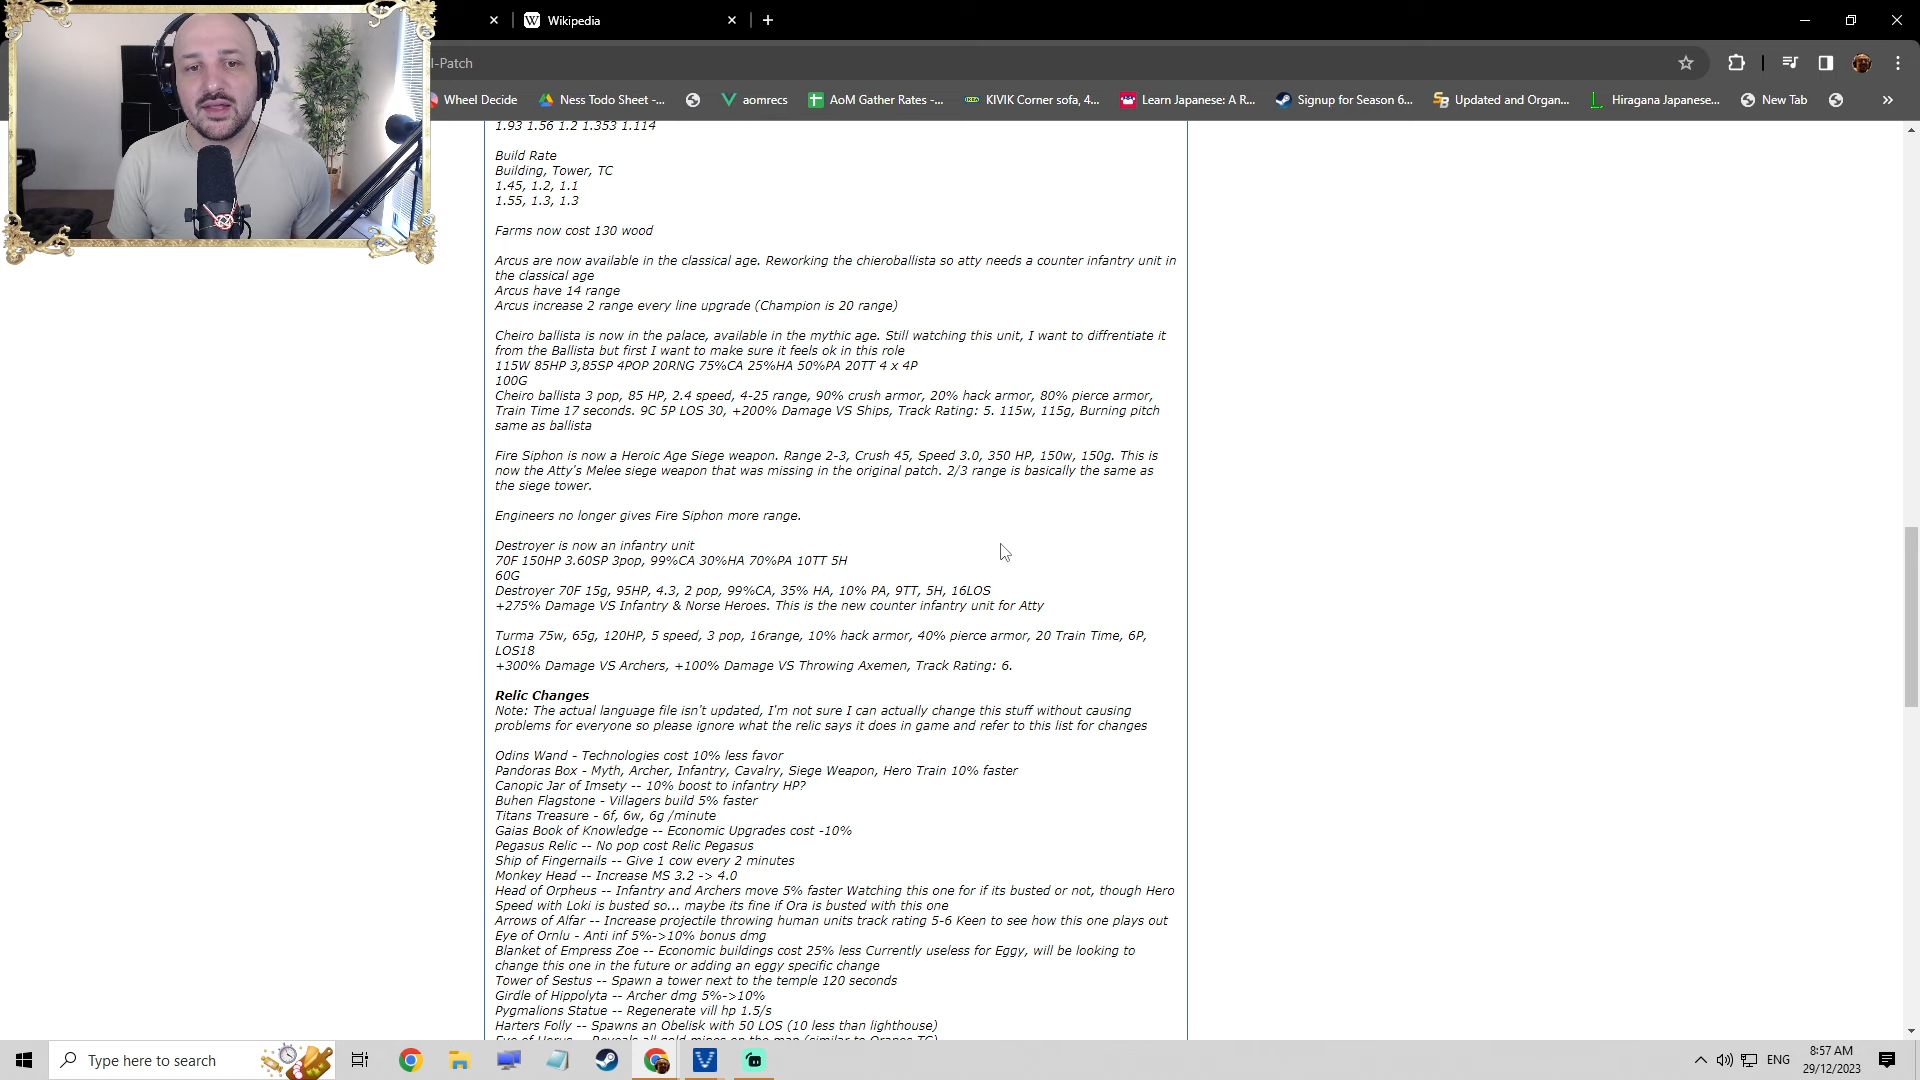 Wikipedia
l-Patch
Wheel Decide
Ness Todo Sheet -...
aomrecs
AoM Gather Rates -...
KIVIK Corner sofa, 4...
Learn Japanese: A R...
Signup for Season 6...
Updated and Organ...
Hiragana Japanese...
New Tab
1.93 1.56 1.2 1.353 1.114
Build Rate
Building, Tower, TC
1.45, 1.2, 1.1
1.55, 1.3, 1.3
Farms now cost 130 wood
Arcus are now available in the classical age. Reworking the chieroballista so atty needs a counter infantry unit in
the classical age
Arcus have 14 range
Arcus increase 2 range every line upgrade (Champion is 20 range)
Cheiro ballista is now in the palace, available in the mythic age. Still watching this unit, I want to diffrentiate it
from the Ballista but first I want to make sure it feels ok in this role
115W 85HP 3,85SP 4POP 20RNG 75%CA 25%HA 50%PA 20TT 4 x 4P
100G
Cheiro ballista 3 pop, 85 HP, 2.4 speed, 4-25 range, 90% crush armor, 20% hack armor, 80% pierce armor,
Train Time 17 seconds. 9C 5P LOS 30, +200% Damage VS Ships, Track Rating: 5. 115w, 115g, Burning pitch
same as ballista
Fire Siphon is now a Heroic Age Siege weapon. Range 2-3, Crush 45, Speed 3.0, 350 HP, 150w, 150g. This is
now the Atty's Melee siege weapon that was missing in the original patch. 2/3 range is basically the same as
the siege tower.
Engineers no longer gives Fire Siphon more range.
Destroyer is now an infantry unit
70F 150HP 3.60SP 3pop, 99%CA 30%HA 70%PA 10TT 5H
60G
Destroyer 70F 15g, 95HP, 4.3, 2 pop, 99%CA, 35% HA, 10% PA, 9TT, 5H, 16LOS
+275% Damage VS Infantry & Norse Heroes. This is the new counter infantry unit for Atty
Turma 75w, 65g, 120HP, 5 speed, 3 pop, 16range, 10% hack armor, 40% pierce armor, 20 Train Time, 6P,
LOS18
+300% Damage VS Archers, +100% Damage VS Throwing Axemen, Track Rating: 6.
Relic Changes
Note: The actual language file isn't updated, I'm not sure I can actually change this stuff without causing
problems for everyone so please ignore what the relic says it does in game and refer to this list for changes
Odins Wand - Technologies cost 10% less favor
Pandoras Box - Myth, Archer, Infantry, Cavalry, Siege Weapon, Hero Train 10% faster
Canopic Jar of Imsety -- 10% boost to infantry HP?
Buhen Flagstone - Villagers build 5% faster
Titans Treasure - 6f, 6w, 6g /minute
Gaias Book of Knowledge -- Economic Upgrades cost -10%
Pegasus Relic -- No pop cost Relic Pegasus
Ship of Fingernails -- Give 1 cow every 2 minutes
Monkey Head -- Increase MS 3.2 -> 4.0
Head of Orpheus -- Infantry and Archers move 5% faster Watching this one for if its busted or not, though Hero
Speed with Loki is busted so... maybe its fine if Ora is busted with this one
Arrows of Alfar -- Increase projectile throwing human units track rating 5-6 Keen to see how this one plays out
Eye of Ornlu - Anti inf 5%->10% bonus dmg
Blanket of Empress Zoe -- Economic buildings cost 25% less Currently useless for Eggy, will be looking to
change this one in the future or adding an eggy specific change
Tower of Sestus -- Spawn a tower next to the temple 120 seconds
Girdle of Hippolyta -- Archer dmg 5%->10%
Pygmalions Statue -- Regenerate vill hp 1.5/s
Harters Folly -- Spawns an Obelisk with 50 LOS (10 less than lighthouse)
Eye of Horus -- Reveals all gold mines on the map (similar to Oranos TC)
Type here to search
ENG
8:57 AM
29/12/2023